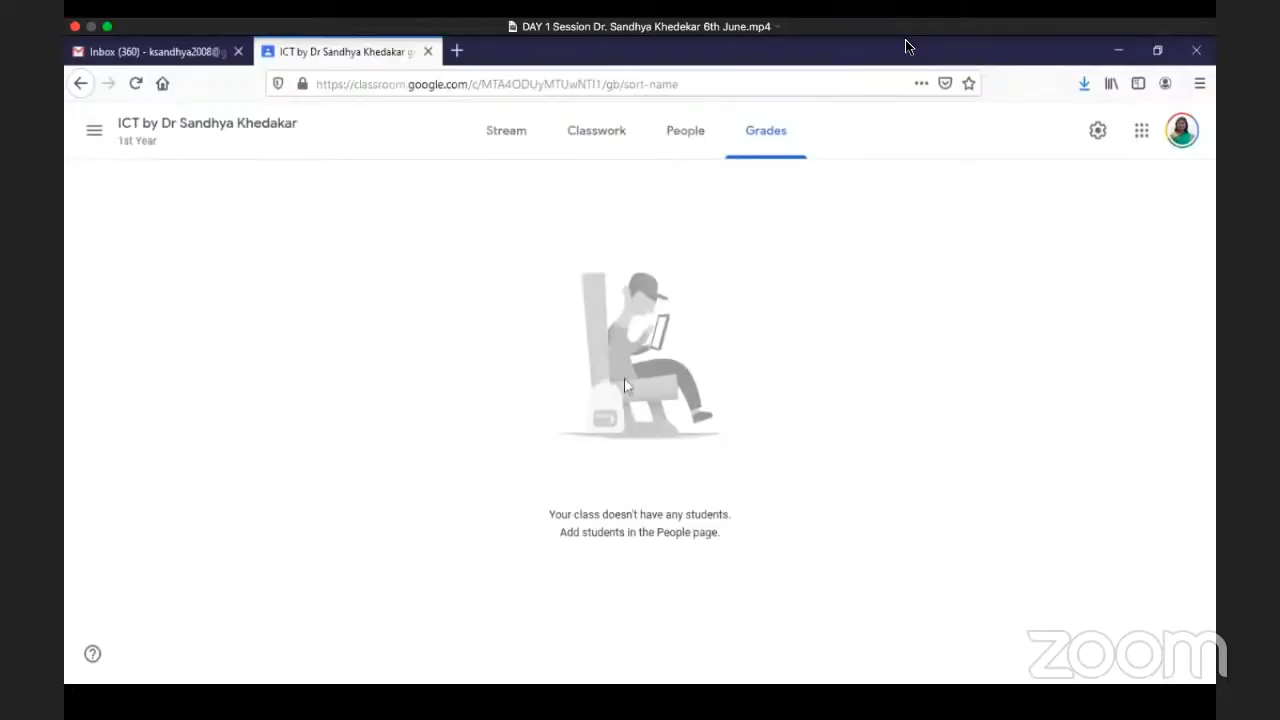 DAY 1 Session Dr. Sandhya Khedekar 6th June.mp4
Inbox (360) - ksandhya2008@g
ICT by Dr Sandhya Khedakar
https://classroom.google.com/c/MTA4ODUyMTUwNTI1/gb/sort-name
ICT by Dr Sandhya Khedakar
1st Year
Stream
Classwork
People
Grades
Your class doesn't have any students.
Add students in the People page.
zoom